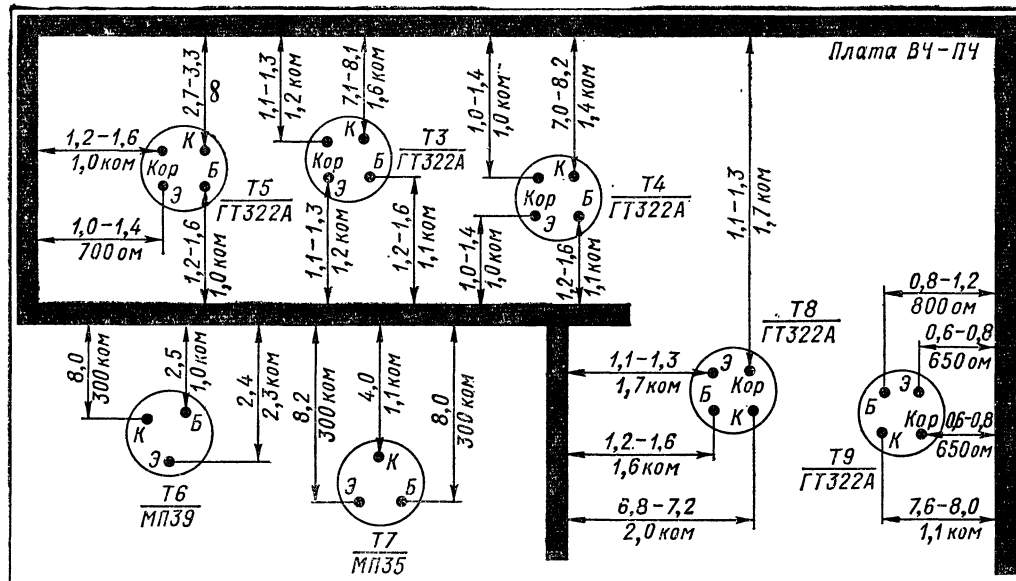 Плата ВЧ-ПЧ
2,7-3,3
8
1,2-1,6
1,0 ком
К
Кор
Б
Э
Т5
ГТ322А
1,0-1,4
700 ом
1,2-1,6
1,0 ком
1,1-1,3
1,2 ком
7,1-8,1
1,6 ком
К
Кор
Б
Э
Т3
ГТ322А
1,1-1,3
1,2 ком
1,2-1,6
1,1 ком
1,0-1,4
1,0 ком
7,0-8,2
1,4 ком
К
Кор
Б
Э
Т4
ГТ322А
1,0-1,4
1,0 ком
1,2-1,6
1,1 ком
1,1-1,3
1,7 ком
Т8
ГТ322А
1,1-1,3
1,7 ком
Э
Кор
Б
К
1,2-1,6
1,6 ком
6,8-7,2
2,0 ком
0,8-1,2
800 ом
0,6-0,8
650 ом
Э
Б
Кор
К
0,6-0,8
650 ом
Т9
ГТ322А
7,6-8,0
1,1 ком
8,0
300 ком
2,5
1,0 ком
2,4
2,3 ком
Б
К
Э
Т6
МП39
8,2
300 ком
4,0
1,1 ком
8,0
300 ком
К
Э
Б
Т7
МП35